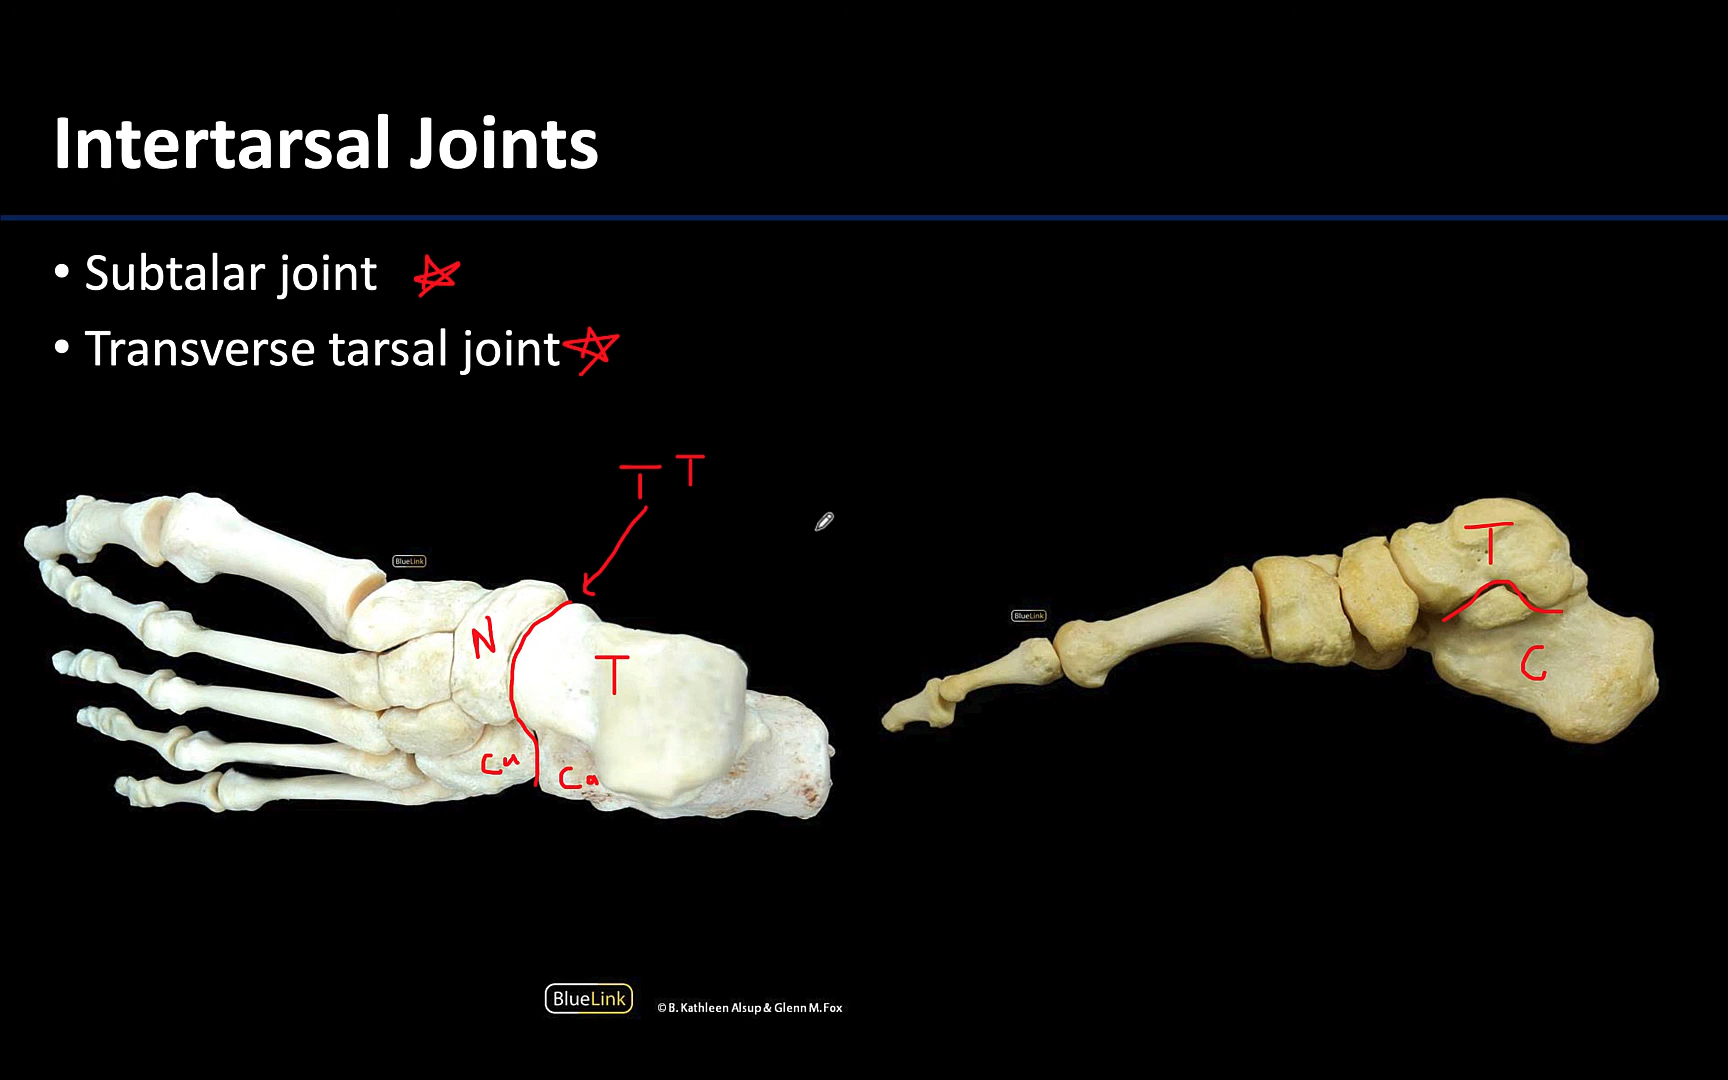 Intertarsal Joints
• Subtalar joint
• Transverse tarsal joint
T T
BlueLink
T
BlueLink
N
T
C
Cu
Ca
BlueLink
© B. Kathleen Alsup & Glenn M. Fox